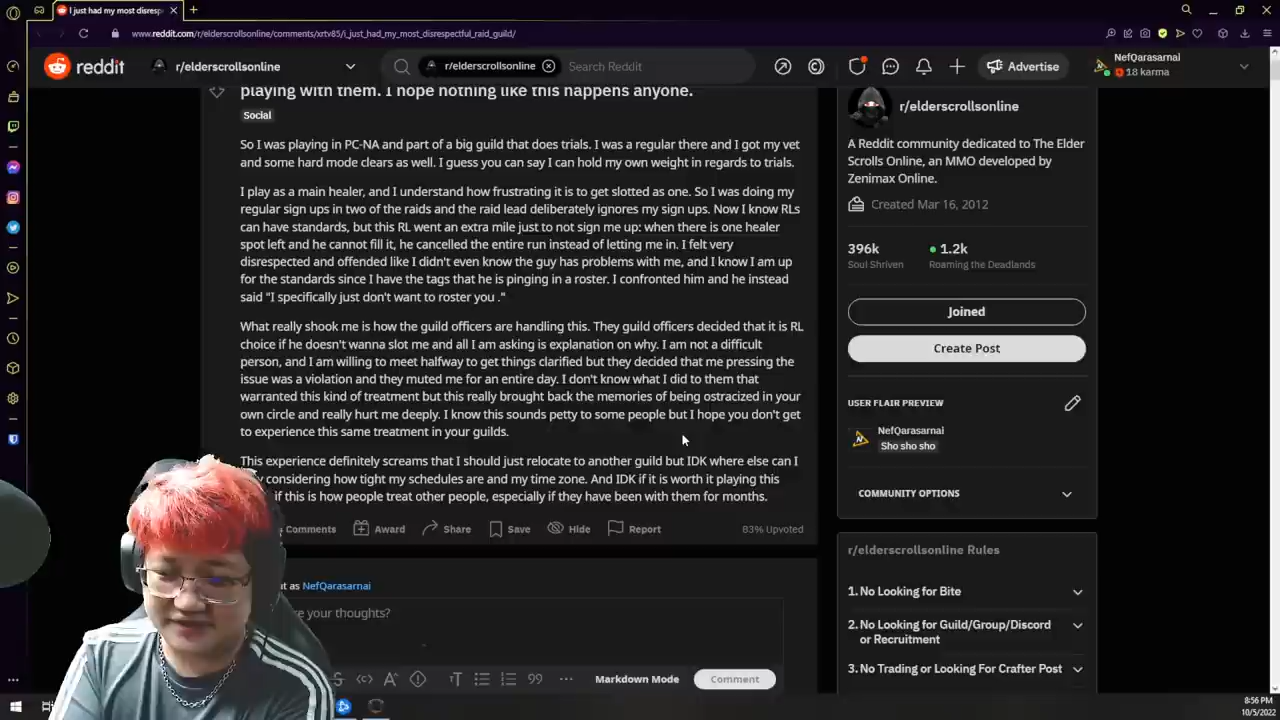 I just had my most disresp
www.reddit.com/r/elderscrollsonline/comments/xrtv85/i_just_had_my_most_disrespectful_raid_guild/
reddit
r/elderscrollsonline
r/elderscrollsonline
Search Reddit
Advertise
NefQarasarnai
18 karma
playing with them. I hope nothing like this happens anyone.
Social
So I was playing in PC-NA and part of a big guild that does trials. I was a regular there and I got my vet
and some hard mode clears as well. I guess you can say I can hold my own weight in regards to trials.
I play as a main healer, and I understand how frustrating it is to get slotted as one. So I was doing my
regular sign ups in two of the raids and the raid lead deliberately ignores my sign ups. Now I know RLs
can have standards, but this RL went an extra mile just to not sign me up: when there is one healer
spot left and he cannot fill it, he cancelled the entire run instead of letting me in. I felt very
disrespected and offended like I didn't even know the guy has problems with me, and I know I am up
for the standards since I have the tags that he is pinging in a roster. I confronted him and he instead
said "I specifically just don't want to roster you ."
What really shook me is how the guild officers are handling this. They guild officers decided that it is RL
choice if he doesn't wanna slot me and all I am asking is explanation on why. I am not a difficult
person, and I am willing to meet halfway to get things clarified but they decided that me pressing the
issue was a violation and they muted me for an entire day. I don't know what I did to them that
warranted this kind of treatment but this really brought back the memories of being ostracized in your
own circle and really hurt me deeply. I know this sounds petty to some people but I hope you don't get
to experience this same treatment in your guilds.
This experience definitely screams that I should just relocate to another guild but IDK where else can I
considering how tight my schedules are and my time zone. And IDK if it is worth it playing this
if this is how people treat other people, especially if they have been with them for months.
Comments
Award
Share
Save
Hide
Report
83% Upvoted
as NefQarasarnai
your thoughts?
Markdown Mode
Comment
r/elderscrollsonline
A Reddit community dedicated to The Elder
Scrolls Online, an MMO developed by
Zenimax Online.
Created Mar 16, 2012
396k
1.2k
Soul Shriven
Roaming the Deadlands
Joined
Create Post
USER FLAIR PREVIEW
NefQarasarnai
Sho sho sho
COMMUNITY OPTIONS
r/elderscrollsonline Rules
1. No Looking for Bite
2. No Looking for Guild/Group/Discord
or Recruitment
3. No Trading or Looking For Crafter Post
8:56 PM
10/5/2022